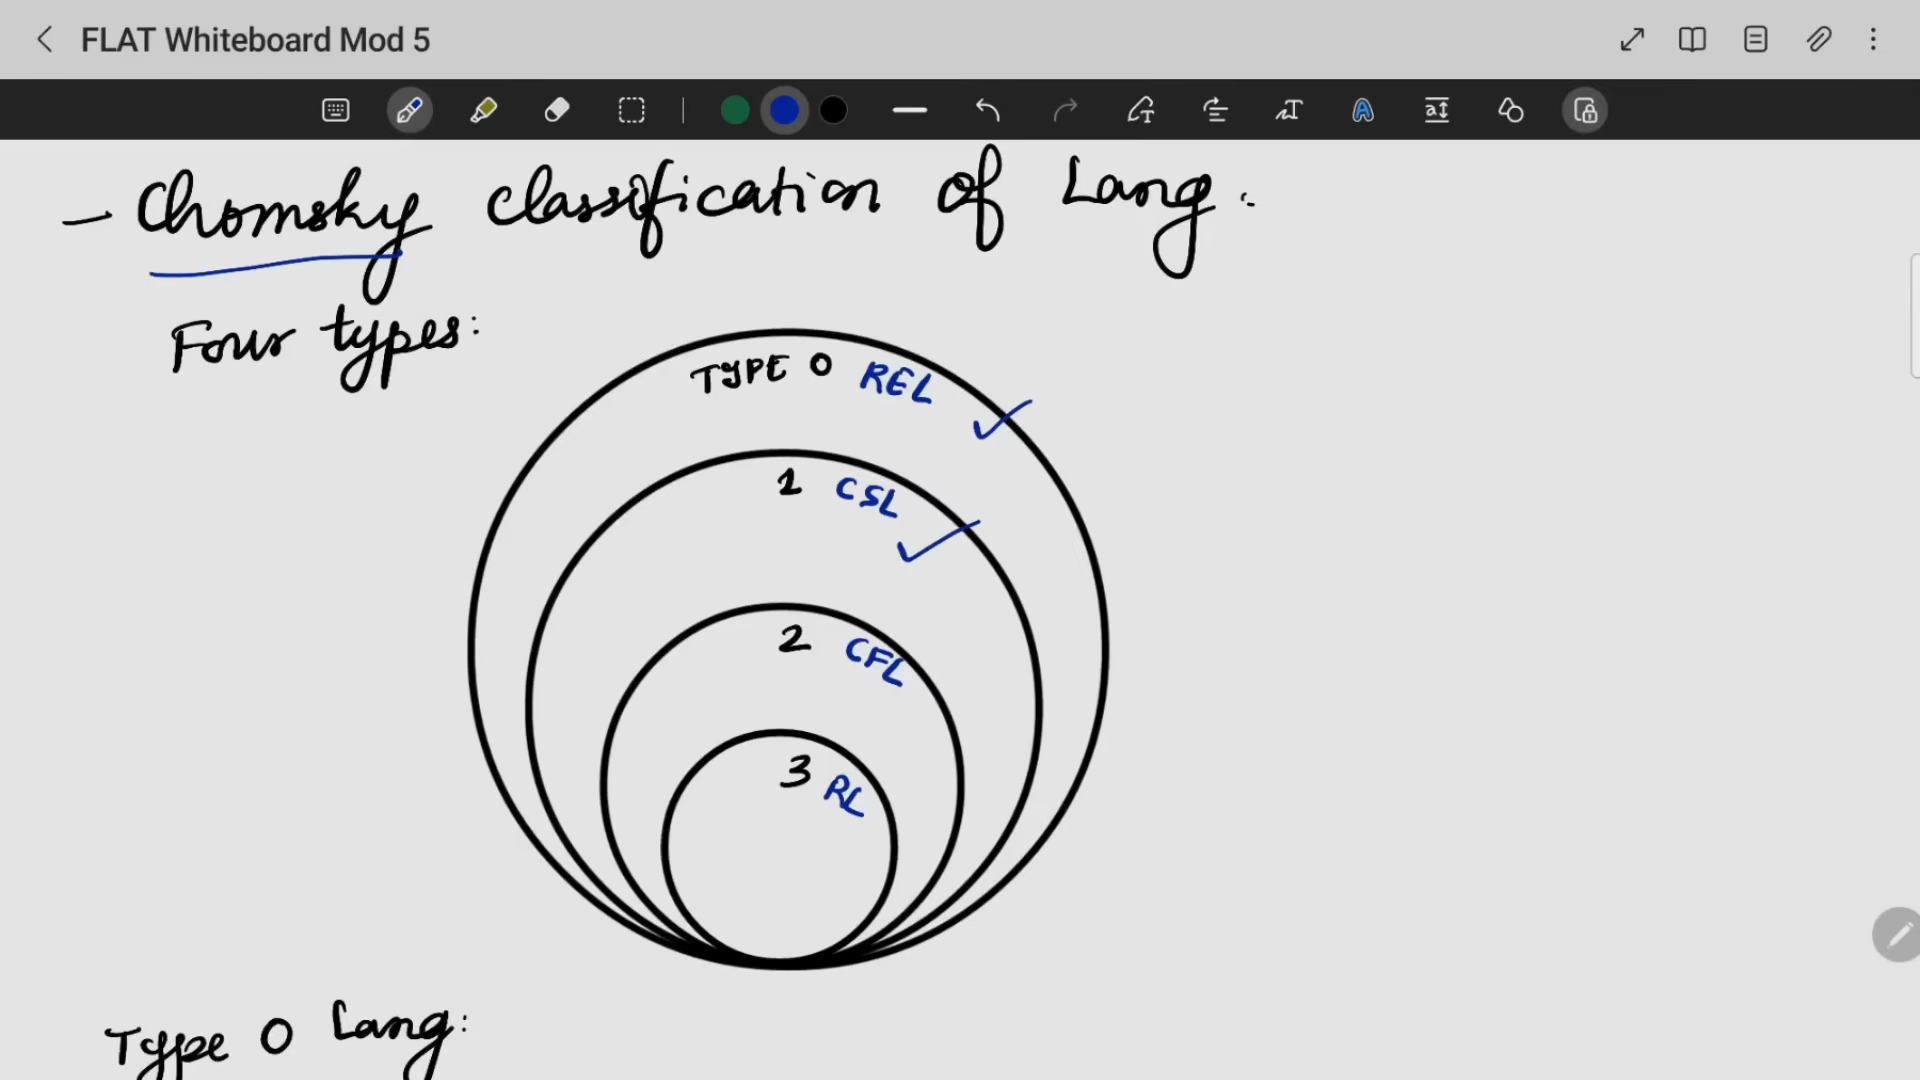 FLAT Whiteboard Mod 5
- Chomsky classification of Lang.
Four types:
TYPE 0 REL
1 CSL
2 CFL
3 RL
Type 0 Lang: